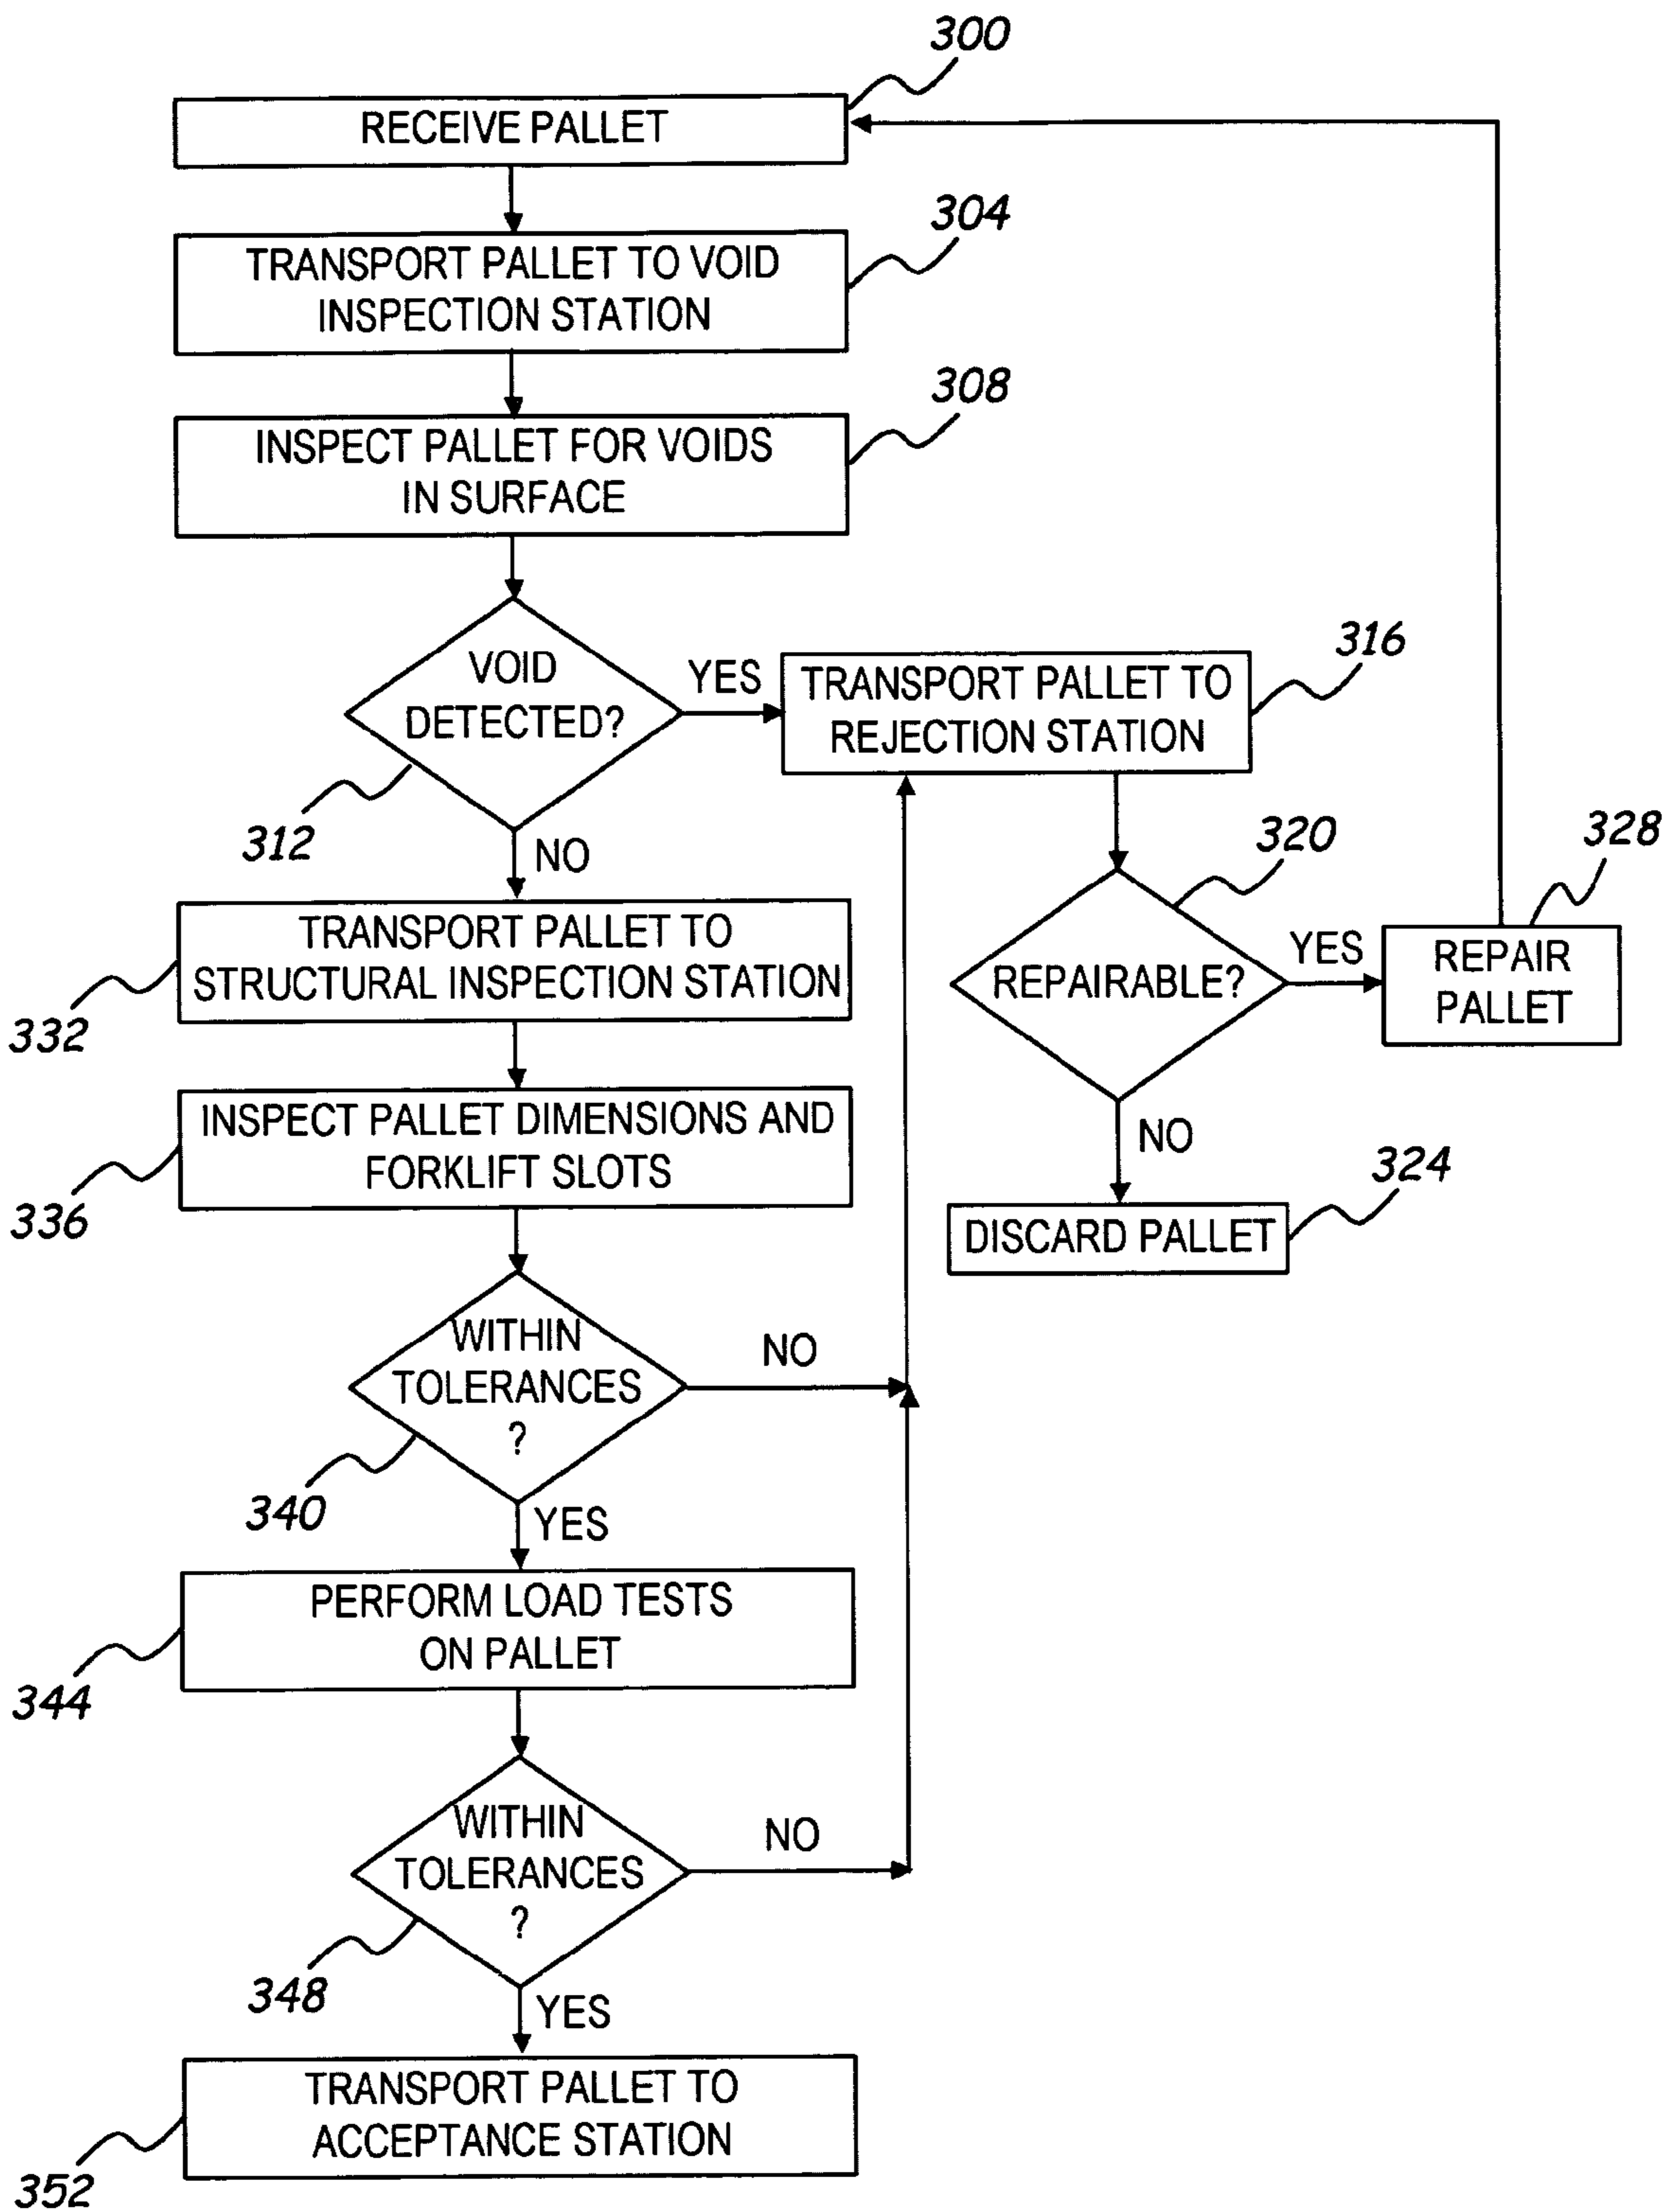 300
RECEIVE PALLET
304
TRANSPORT PALLET TO VOID
INSPECTION STATION
308
INSPECT PALLET FOR VOIDS
IN SURFACE
VOID
DETECTED?
312
YES
NO
TRANSPORT PALLET TO
REJECTION STATION
316
320
REPAIRABLE?
YES
NO
328
REPAIR
PALLET
324
DISCARD PALLET
TRANSPORT PALLET TO
STRUCTURAL INSPECTION STATION
332
INSPECT PALLET DIMENSIONS AND
FORKLIFT SLOTS
336
WITHIN
TOLERANCES
?
NO
340
YES
PERFORM LOAD TESTS
ON PALLET
344
WITHIN
TOLERANCES
?
NO
348
YES
TRANSPORT PALLET TO
ACCEPTANCE STATION
352